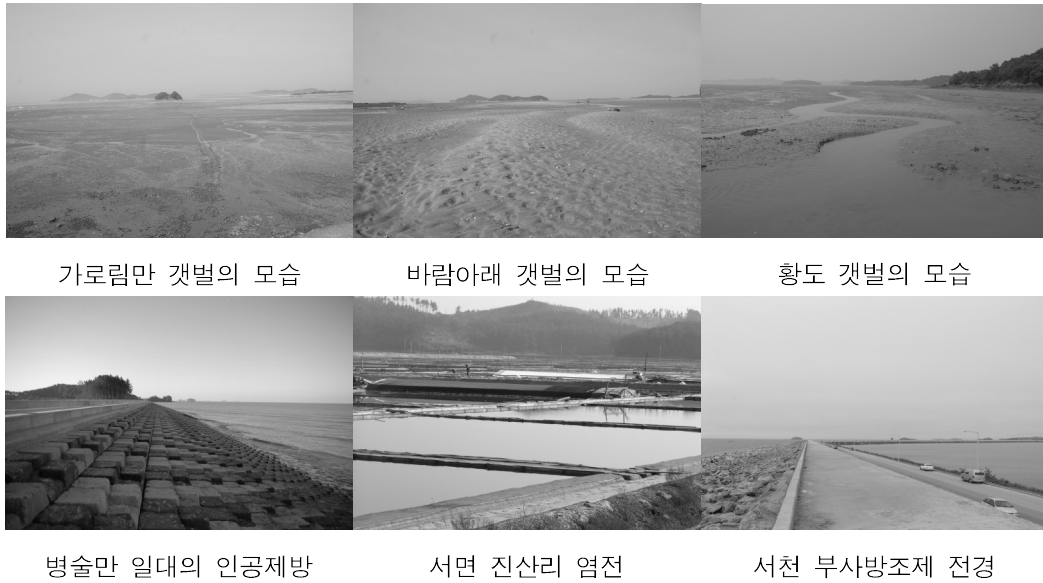 가로림만 갯벌의 모습
바람아래 갯벌의 모습
황도 갯벌의 모습
병술만 일대의 인공제방
서면 진산리 염전
서천 부사방조제 전경